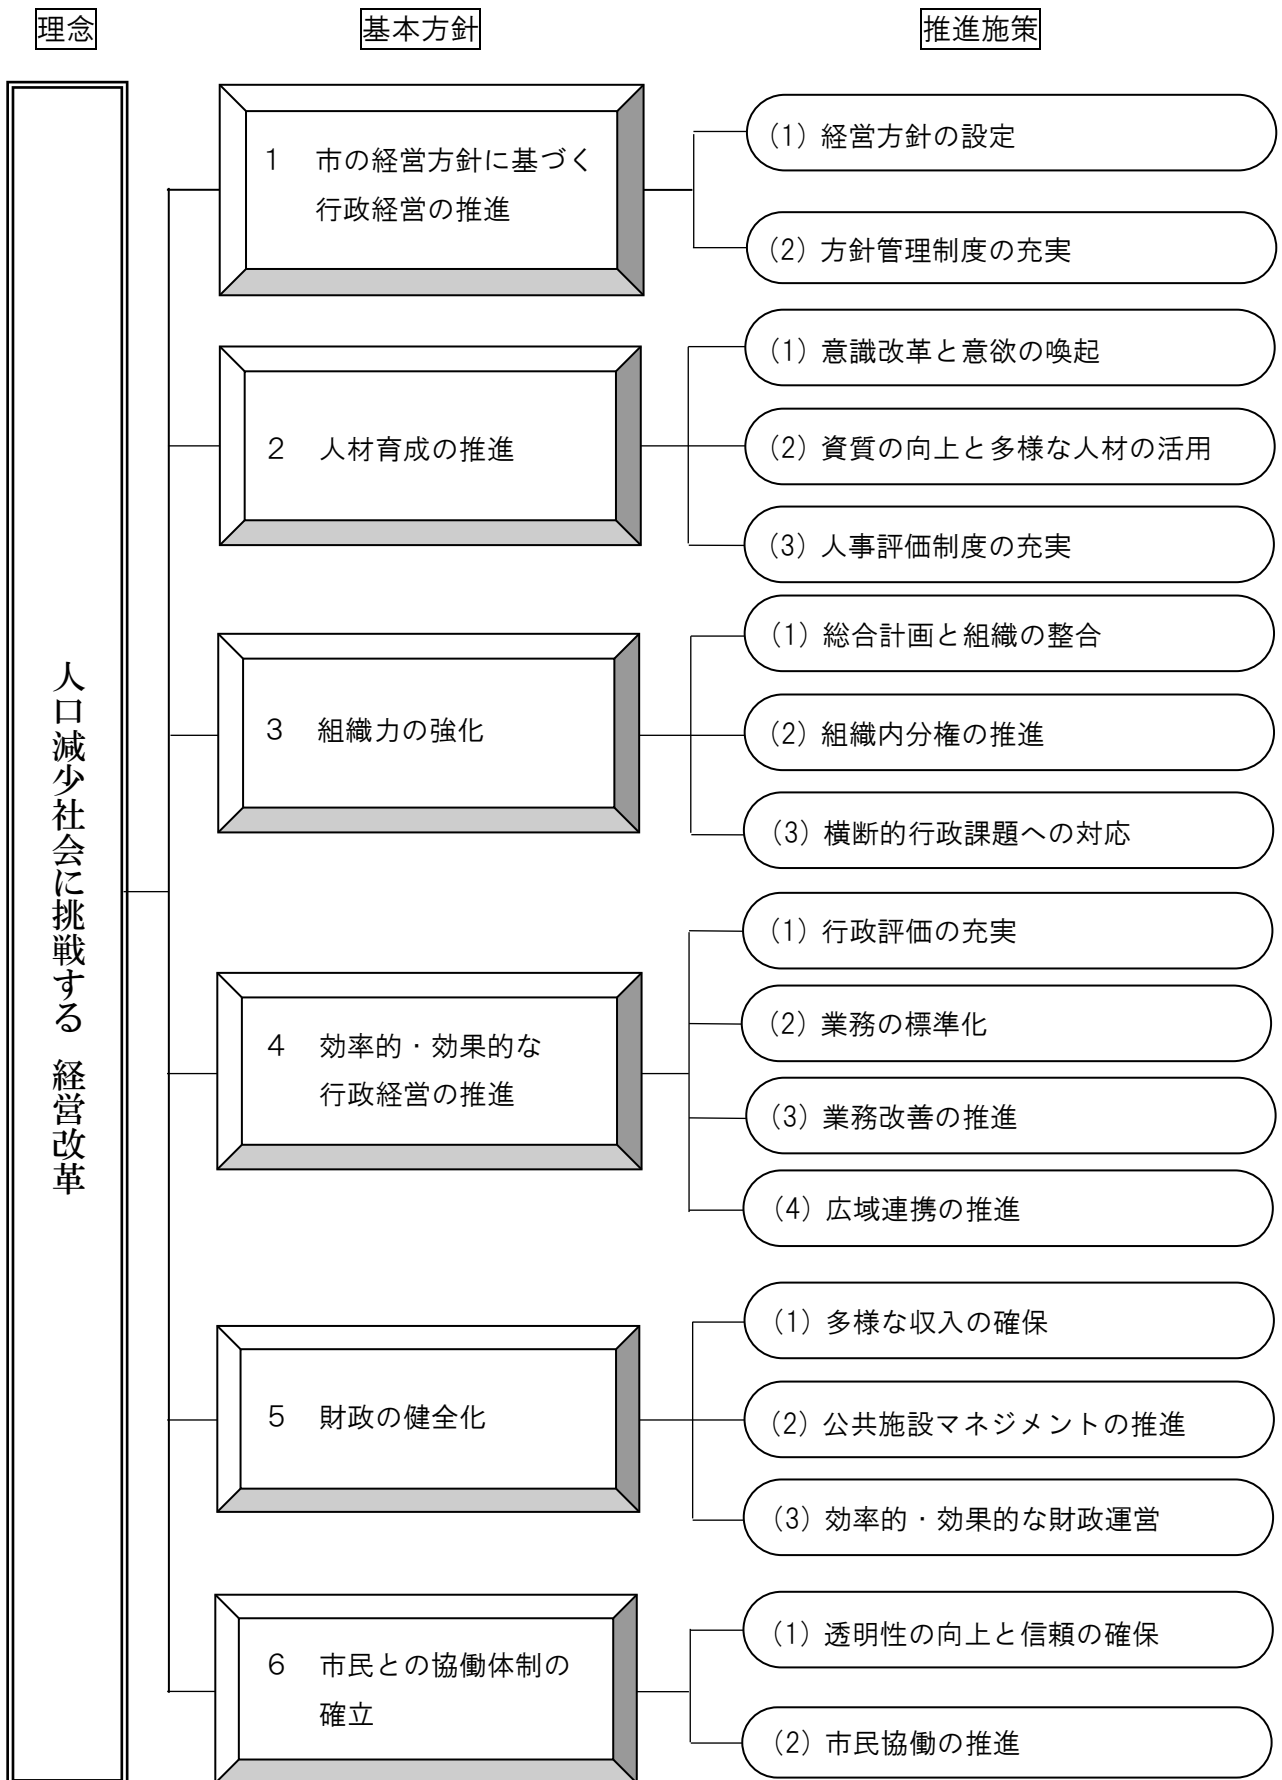 理念
基本方針
推進施策
人口減少社会に挑戦する 経営改革
1 市の経営方針に基づく
行政経営の推進
(1) 経営方針の設定
(2) 方針管理制度の充実
2 人材育成の推進
(1) 意識改革と意欲の喚起
(2) 資質の向上と多様な人材の活用
(3) 人事評価制度の充実
3 組織力の強化
(1) 総合計画と組織の整合
(2) 組織内分権の推進
(3) 横断的行政課題への対応
4 効率的・効果的な
行政経営の推進
(1) 行政評価の充実
(2) 業務の標準化
(3) 業務改善の推進
(4) 広域連携の推進
5 財政の健全化
(1) 多様な収入の確保
(2) 公共施設マネジメントの推進
(3) 効率的・効果的な財政運営
6 市民との協働体制の
確立
(1) 透明性の向上と信頼の確保
(2) 市民協働の推進